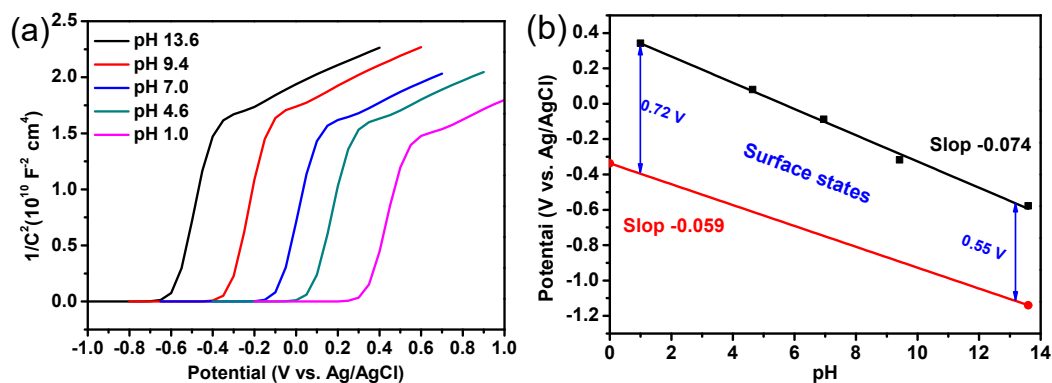 (a)
pH 13.6
pH 9.4
pH 7.0
pH 4.6
pH 1.0
1/C²(10¹⁰ F⁻² cm⁴)
2.5
2.0
1.5
1.0
0.5
0.0
-1.0 -0.8 -0.6 -0.4 -0.2 0.0 0.2 0.4 0.6 0.8 1.0
Potential (V vs. Ag/AgCl)
(b)
Potentai (V vs. Ag/AgCl)
0.4
0.2
0.0
-0.2
-0.4
-0.6
-0.8
-1.0
-1.2
0.72 V
Slop -0.074
Surface states
Slop -0.059
0.55 V
0 2 4 6 8 10 12 14
pH